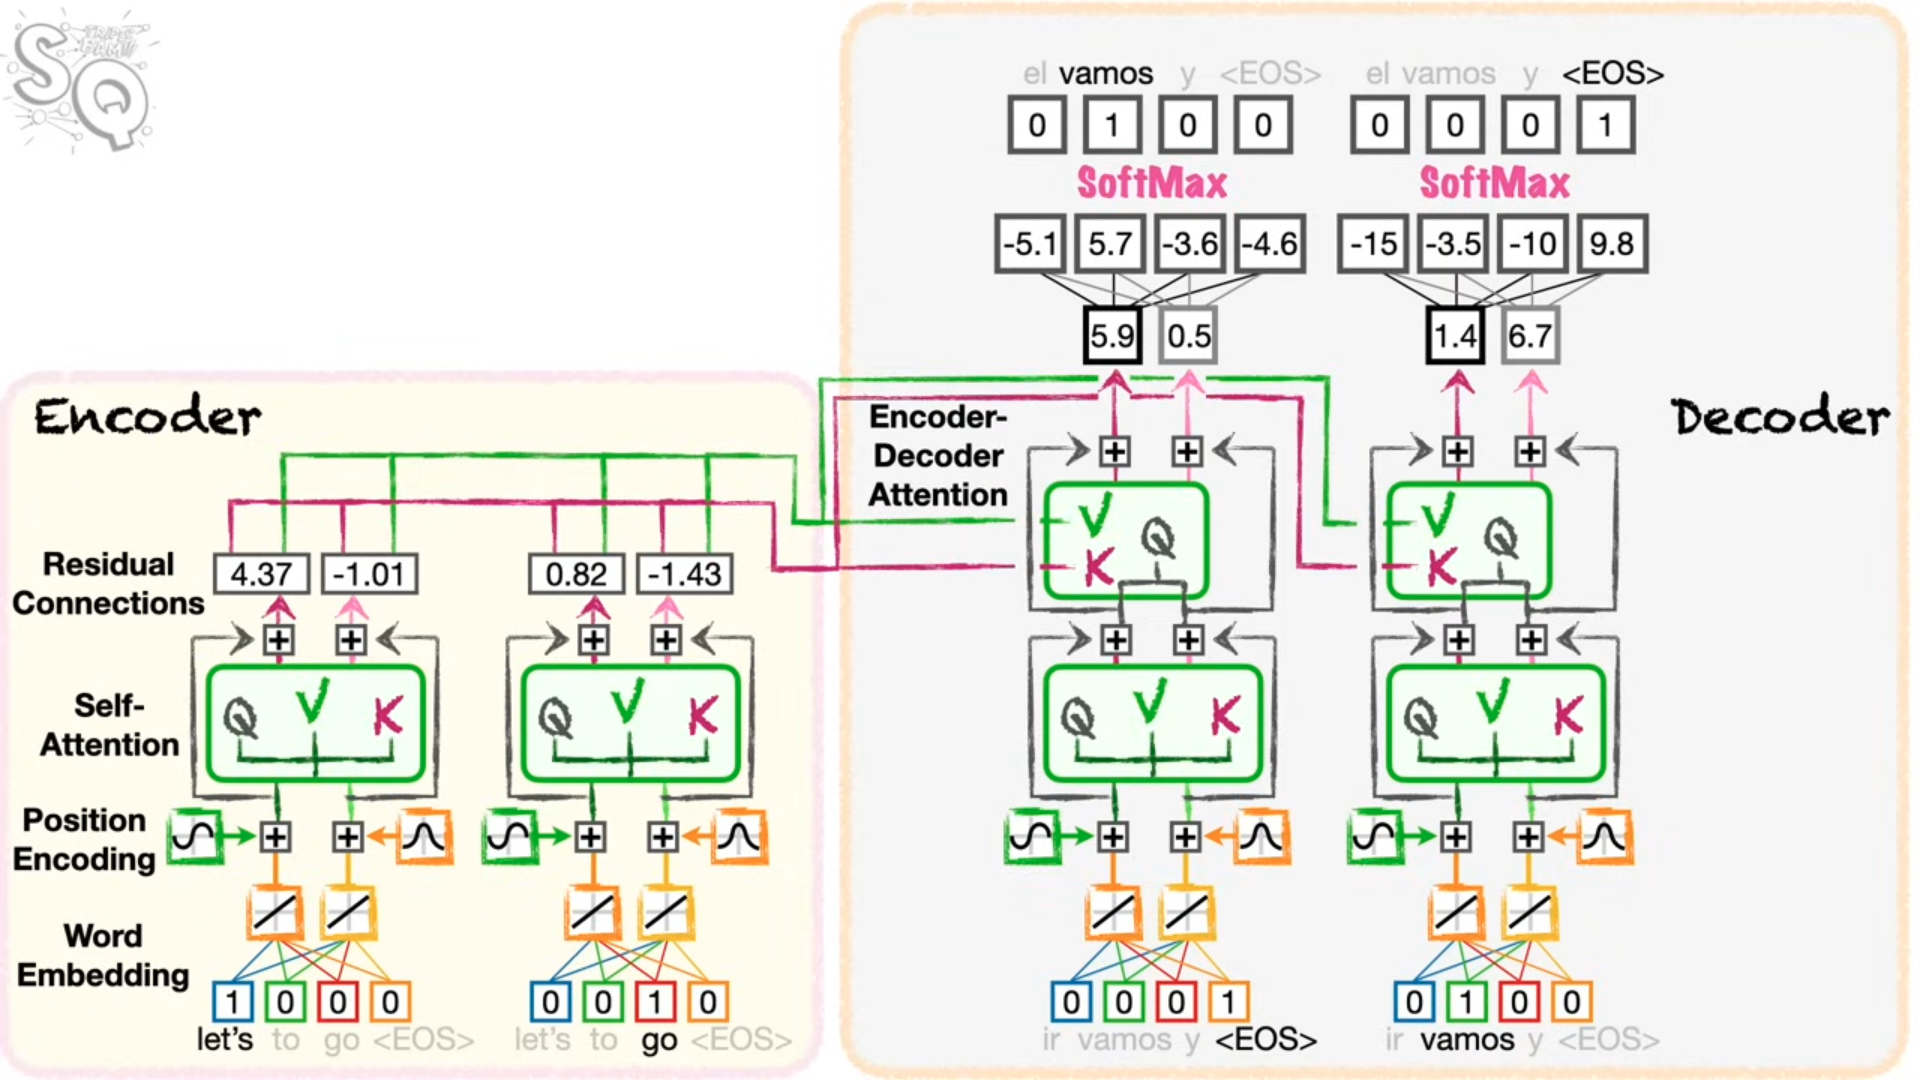 SQ
TRIPLE
BAM!!!
el vamos y <EOS> el vamos y <EOS>
0 1 0 0 0 0 0 1
SoftMax SoftMax
-5.1 5.7 -3.6 -4.6 -15 -3.5 -10 9.8
5.9 0.5 1.4 6.7
Encoder
Encoder-
Decoder
Attention
Decoder
+ + + +
V Q K V Q K
Residual
Connections
4.37 -1.01 0.82 -1.43
+ + + + + + + +
Self-
Attention
Q V K Q V K Q V K Q V K
Position
Encoding
+ + + + + + + +
Word
Embedding
1 0 0 0 0 0 1 0 0 0 0 1 0 1 0 0
let's to go <EOS> let's to go <EOS> ir vamos y <EOS> ir vamos y <EOS>